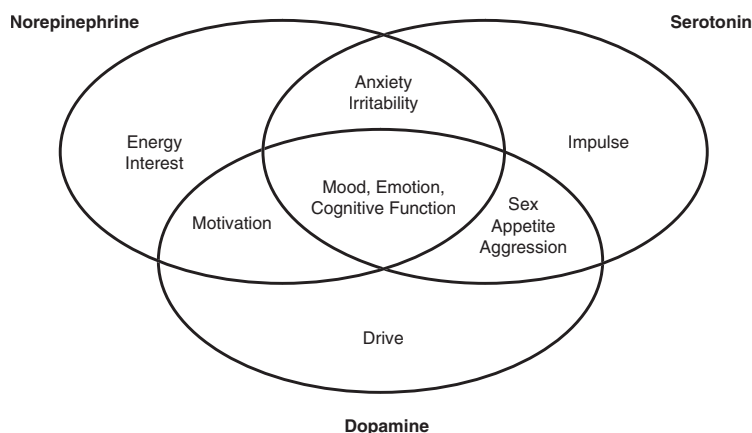 Norepinephrine
Serotonin
Anxiety
Irritability
Energy
Interest
Impulse
Mood, Emotion,
Cognitive Function
Motivation
Sex
Appetite
Aggression
Drive
Dopamine